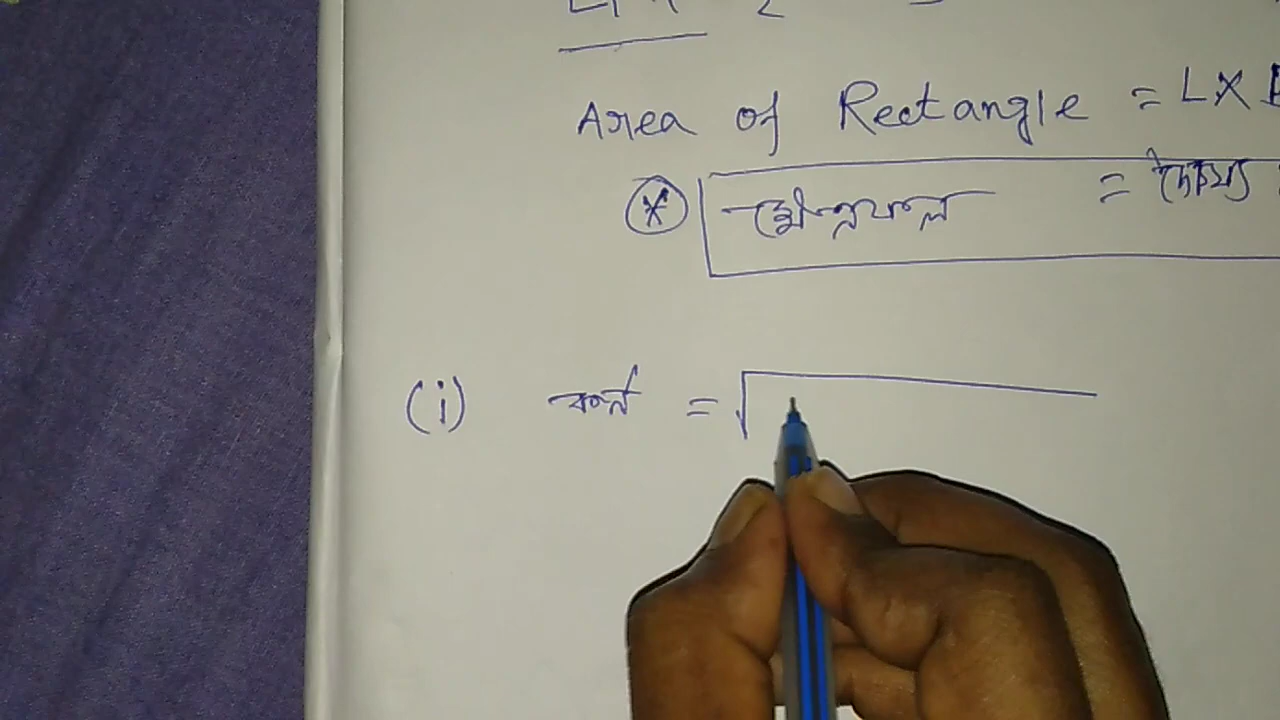 Area of Rectangle = L X B
* ক্ষেত্রফল = দৈর্ঘ্য
(i) কর্ন = √